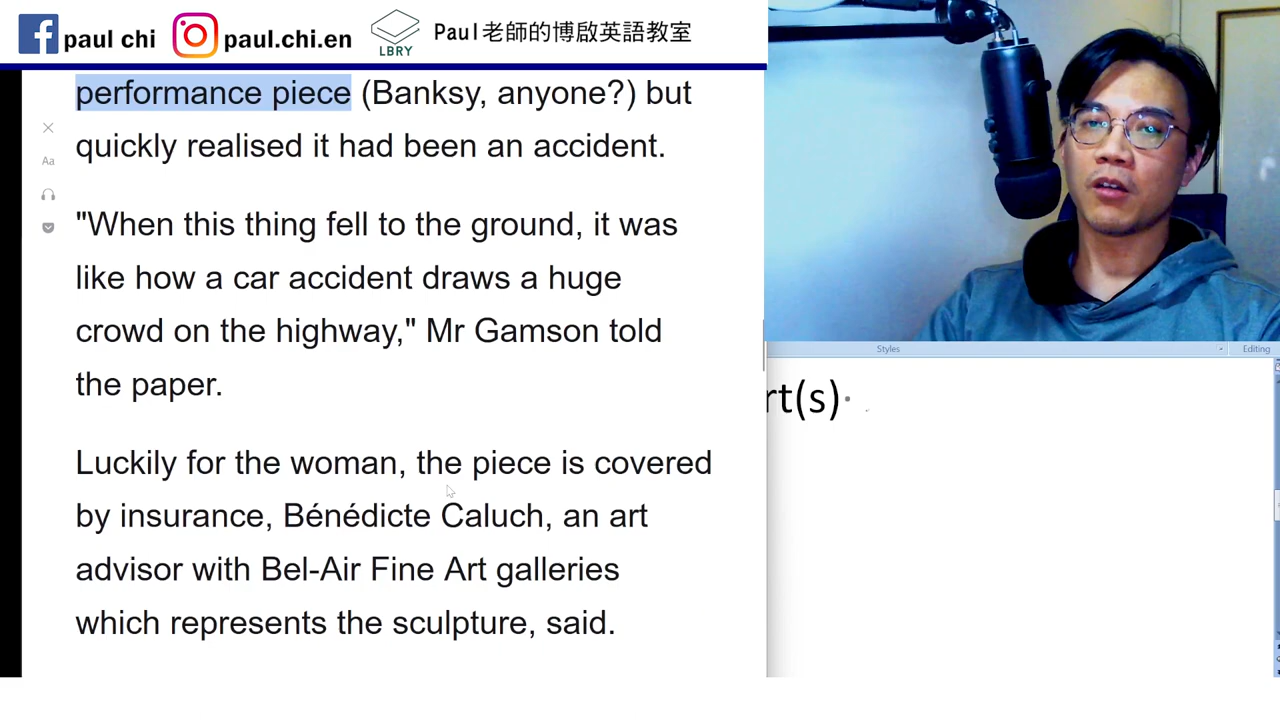 paul chi
paul.chi.en
LBRY
Paul老師的博啟英語教室
performance piece (Banksy, anyone?) but
quickly realised it had been an accident.
Aa
"When this thing fell to the ground, it was
like how a car accident draws a huge
crowd on the highway," Mr Gamson told
the paper.
Luckily for the woman, the piece is covered
by insurance, Bénédicte Caluch, an art
advisor with Bel-Air Fine Art galleries
which represents the sculpture, said.
Styles
Editing
rt(s)